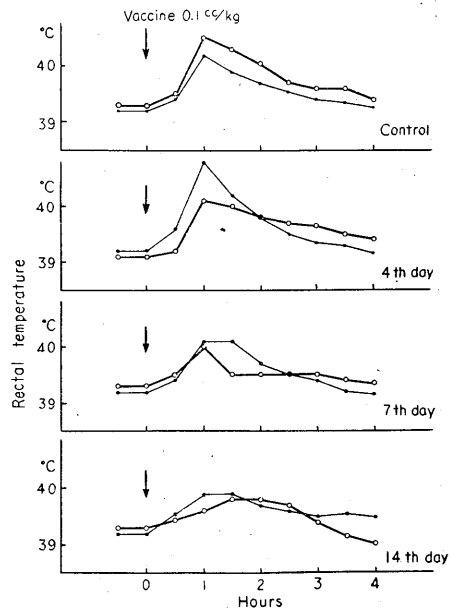 Vaccine 0.1 cc/kg
°C
40
39
Control
°C
40
39
4 th day
°C
40
39
7 th day
°C
40
39
14 th day
0 1 2 3 4
Hours
Rectal temperature